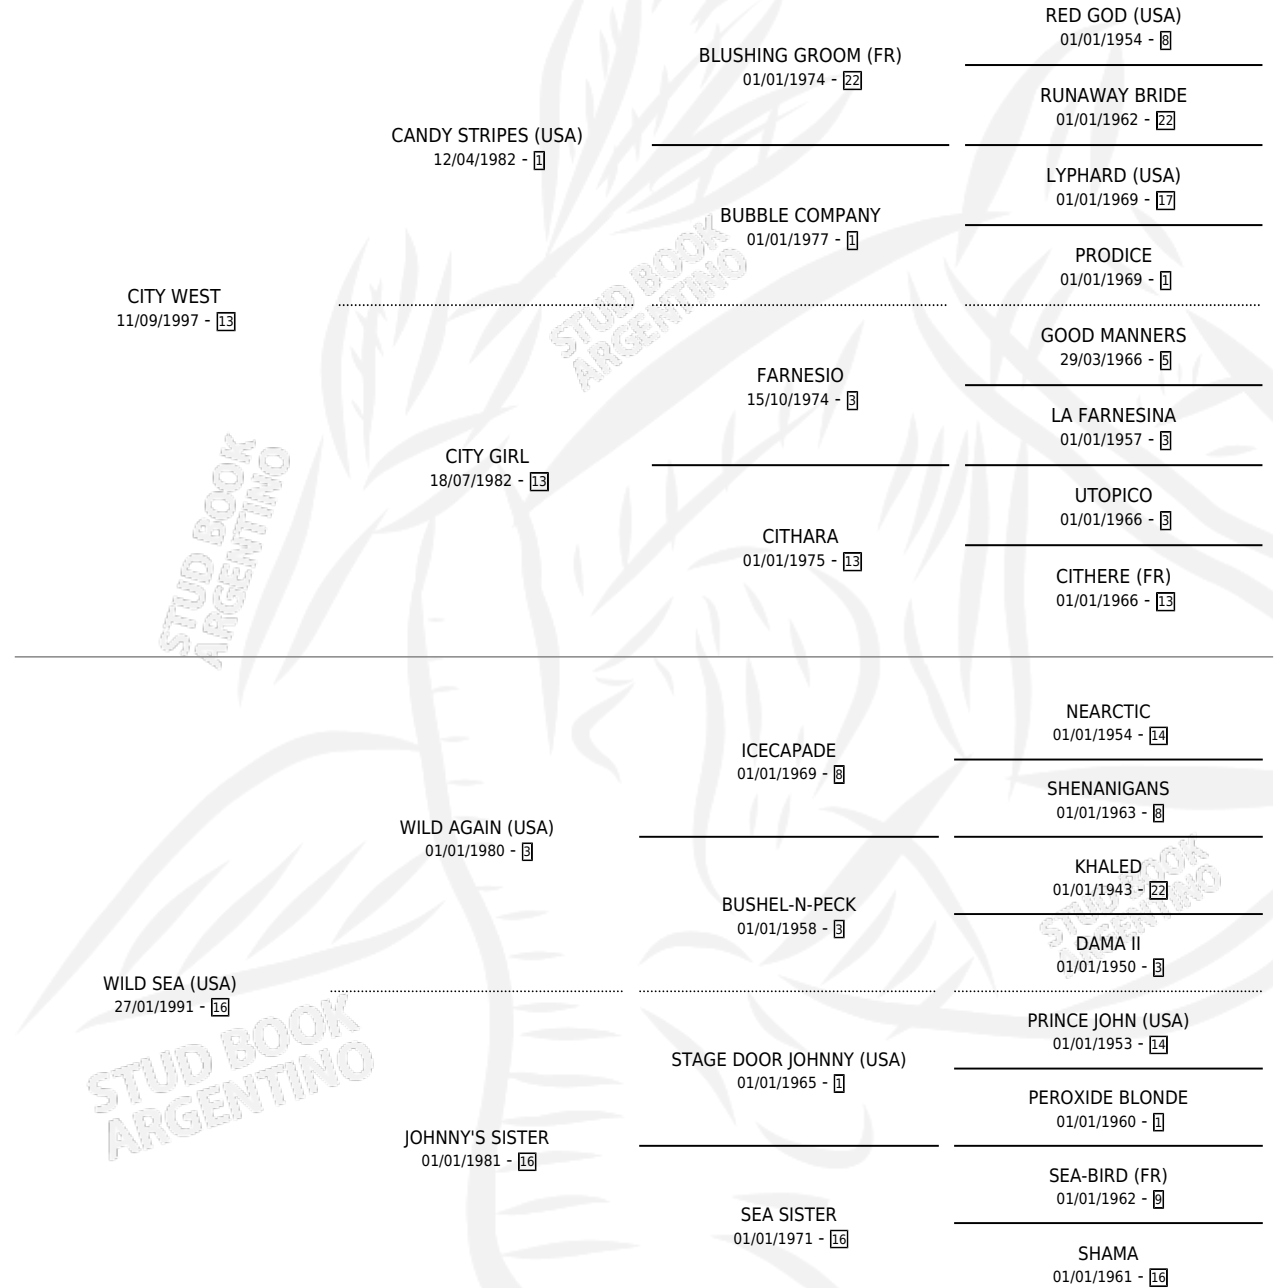 RED GOD (USA)
01/01/1954 - 8
BLUSHING GROOM (FR)
01/01/1974 - 22
RUNAWAY BRIDE
01/01/1962 - 22
CANDY STRIPES (USA)
12/04/1982 - 1
LYPHARD (USA)
01/01/1969 - 17
BUBBLE COMPANY
01/01/1977 - 1
PRODICE
01/01/1969 - 1
CITY WEST
11/09/1997 - 13
GOOD MANNERS
29/03/1966 - 5
FARNESIO
15/10/1974 - 3
LA FARNESINA
01/01/1957 - 3
CITY GIRL
18/07/1982 - 13
UTOPICO
01/01/1966 - 3
CITHARA
01/01/1975 - 13
CITHERE (FR)
01/01/1966 - 13
STUD BOOK
ARGENTINO
STUD BOOK
ARGENTINO
NEARCTIC
01/01/1954 - 14
ICECAPADE
01/01/1969 - 8
SHENANIGANS
01/01/1963 - 8
WILD AGAIN (USA)
01/01/1980 - 3
KHALED
01/01/1943 - 22
BUSHEL-N-PECK
01/01/1958 - 3
DAMA II
01/01/1950 - 3
STUD BOOK
ARGENTINO
WILD SEA (USA)
27/01/1991 - 16
PRINCE JOHN (USA)
01/01/1953 - 14
STAGE DOOR JOHNNY (USA)
01/01/1965 - 1
PEROXIDE BLONDE
01/01/1960 - 1
STUD BOOK
ARGENTINO
JOHNNY'S SISTER
01/01/1981 - 16
SEA-BIRD (FR)
01/01/1962 - 9
SEA SISTER
01/01/1971 - 16
SHAMA
01/01/1961 - 16